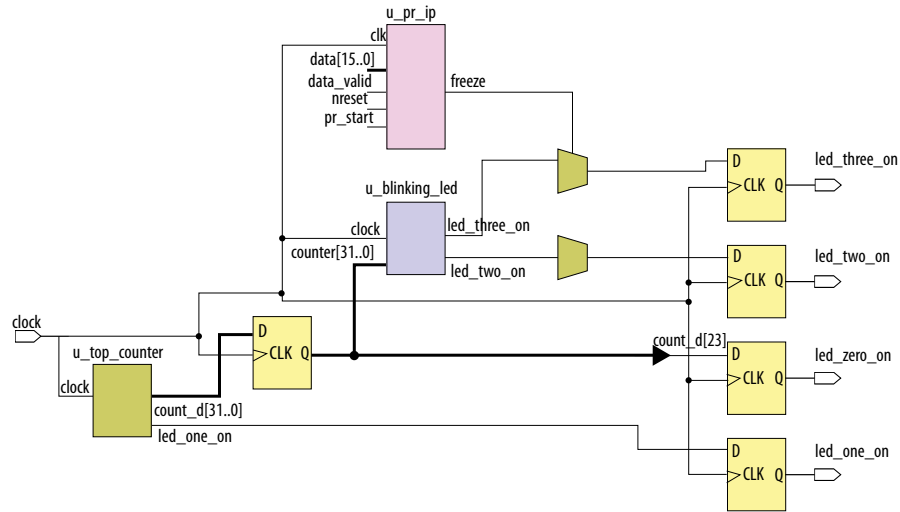 u_pr_ip
clk
data[15..0]
data_valid
nreset
pr_start
freeze
u_blinking_led
clock
counter[31..0]
led_three_on
led_two_on
D
CLK Q
led_three_on
D
CLK Q
led_two_on
clock
D
CLK Q
count_d[23]
D
CLK Q
led_zero_on
u_top_counter
clock
count_d[31..0]
led_one_on
D
CLK Q
led_one_on